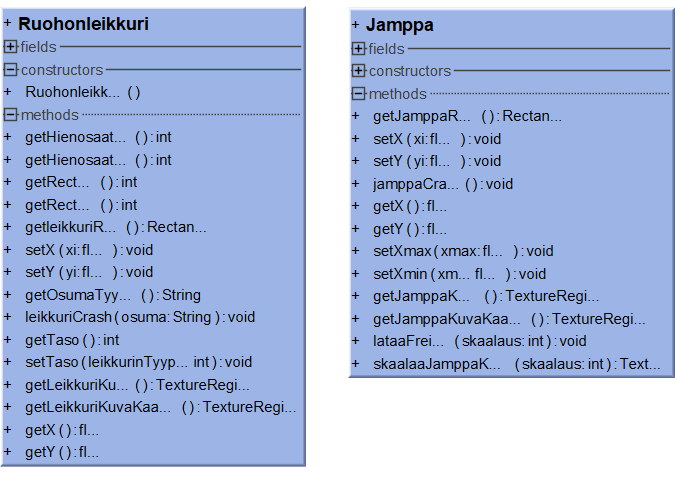 + Ruohonleikkuri
fields
constructors
+ Ruohonleikk... ()
methods
+ getHienosaat... ():int
+ getHienosaat... ():int
+ getRect... ():int
+ getRect... ():int
+ getleikkuriR... ():Rectan...
+ setX(xi:fl... ):void
+ setY(yi:fl... ):void
+ getOsumaTyy... ():String
+ leikkuriCrash(osuma:String):void
+ getTaso():int
+ setTaso(leikkurinTyyp... int):void
+ getLeikkuriKu... ():TextureRegi...
+ getLeikkuriKuvaKaa... ():TextureRegi...
+ getX():fl...
+ getY():fl...
+ Jamppa
fields
constructors
methods
+ getJamppaR... ():Rectan...
+ setX(xi:fl... ):void
+ setY(yi:fl... ):void
+ jamppaCra... ():void
+ getX():fl...
+ getY():fl...
+ setXmax(xmax:fl... ):void
+ setXmin(xm... fl... ):void
+ getJamppaK... ():TextureRegi...
+ getJamppaKuvaKaa... ():TextureRegi...
+ lataaFrei... (skaalaus:int):void
+ skaalaaJamppaK... (skaalaus:int):Text...